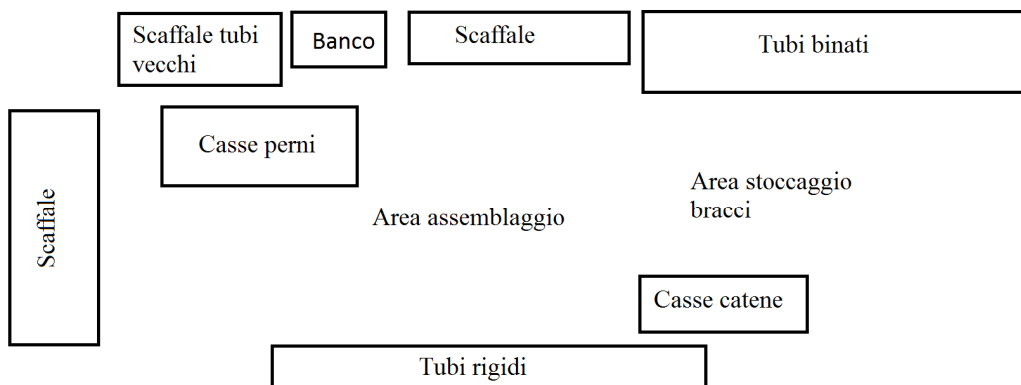 Scaffale tubi
vecchi
Banco
Scaffale
Tubi binati
Casse perni
Scaffale
Area assemblaggio
Area stoccaggio
bracci
Casse catene
Tubi rigidi